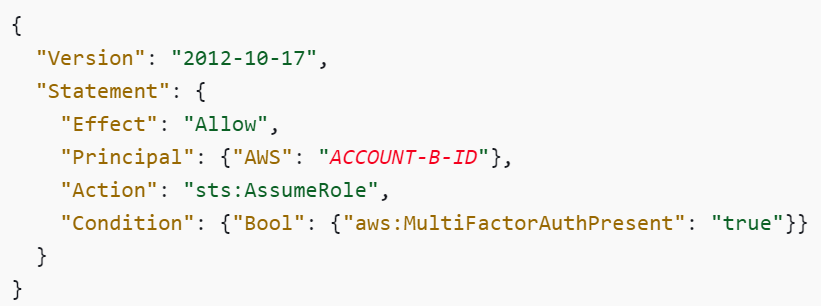 {
  "Version": "2012-10-17",
  "Statement": {
    "Effect": "Allow",
    "Principal": {"AWS": "ACCOUNT-B-ID"},
    "Action": "sts:AssumeRole",
    "Condition": {"Bool": {"aws:MultiFactorAuthPresent": "true"}}
  }
}